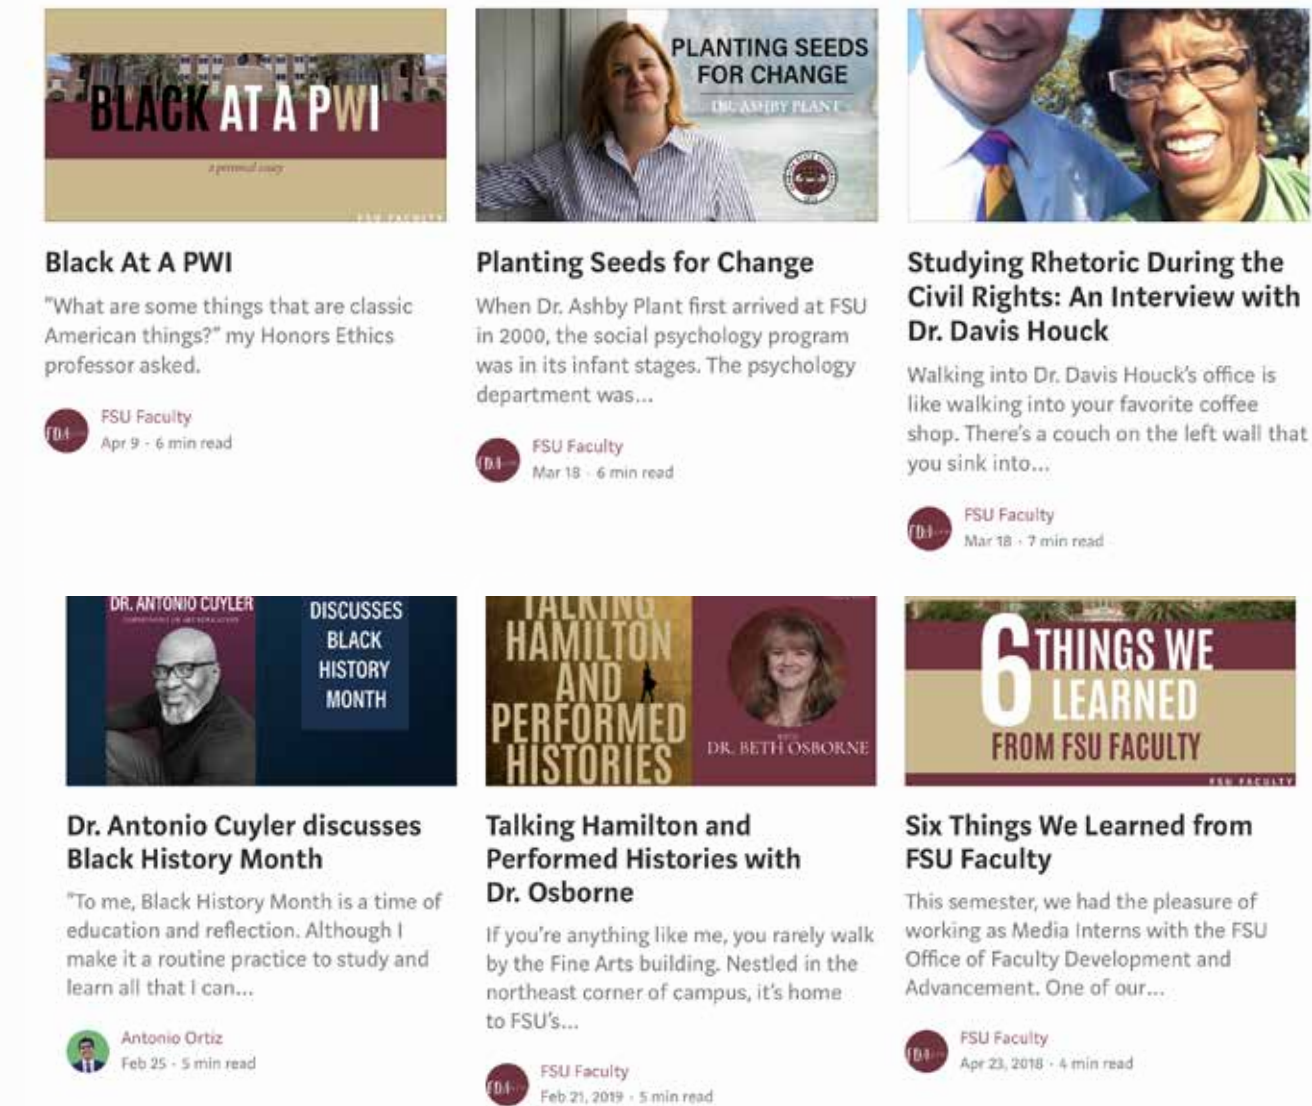 BLACK AT A PWI
a personal essay
FSU FACULTY
Black At A PWI
"What are some things that are classic
American things?" my Honors Ethics
professor asked.
FDA
FSU Faculty
Apr 9 - 6 min read
PLANTING SEEDS
FOR CHANGE
DR. ASHBY PLANT
Planting Seeds for Change
When Dr. Ashby Plant first arrived at FSU
in 2000, the social psychology program
was in its infant stages. The psychology
department was...
FDA
FSU Faculty
Mar 18 - 6 min read
Studying Rhetoric During the
Civil Rights: An Interview with
Dr. Davis Houck
Walking into Dr. Davis Houck's office is
like walking into your favorite coffee
shop. There's a couch on the left wall that
you sink into...
FDA
FSU Faculty
Mar 18 - 7 min read
DR. ANTONIO CUYLER
DEPARTMENT OF ART EDUCATION
DISCUSSES
BLACK
HISTORY
MONTH
Dr. Antonio Cuyler discusses
Black History Month
"To me, Black History Month is a time of
education and reflection. Although I
make it a routine practice to study and
learn all that I can...
Antonio Ortiz
Feb 25 - 5 min read
TALKING
HAMILTON
AND
PERFORMED
HISTORIES
WITH
DR. BETH OSBORNE
Talking Hamilton and
Performed Histories with
Dr. Osborne
If you're anything like me, you rarely walk
by the Fine Arts building. Nestled in the
northeast corner of campus, it's home
to FSU's...
FDA
FSU Faculty
Feb 21, 2019 - 5 min read
6 THINGS WE
LEARNED
FROM FSU FACULTY
FSU FACULTY
Six Things We Learned from
FSU Faculty
This semester, we had the pleasure of
working as Media Interns with the FSU
Office of Faculty Development and
Advancement. One of our...
FDA
FSU Faculty
Apr 23, 2018 - 4 min read